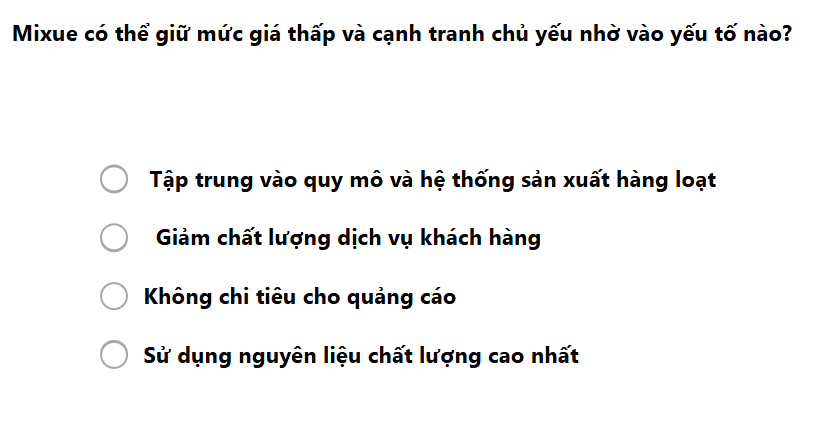 Mixue có thể giữ mức giá thấp và cạnh tranh chủ yếu nhờ vào yếu tố nào?
Tập trung vào quy mô và hệ thống sản xuất hàng loạt
Giảm chất lượng dịch vụ khách hàng
Không chi tiêu cho quảng cáo
Sử dụng nguyên liệu chất lượng cao nhất